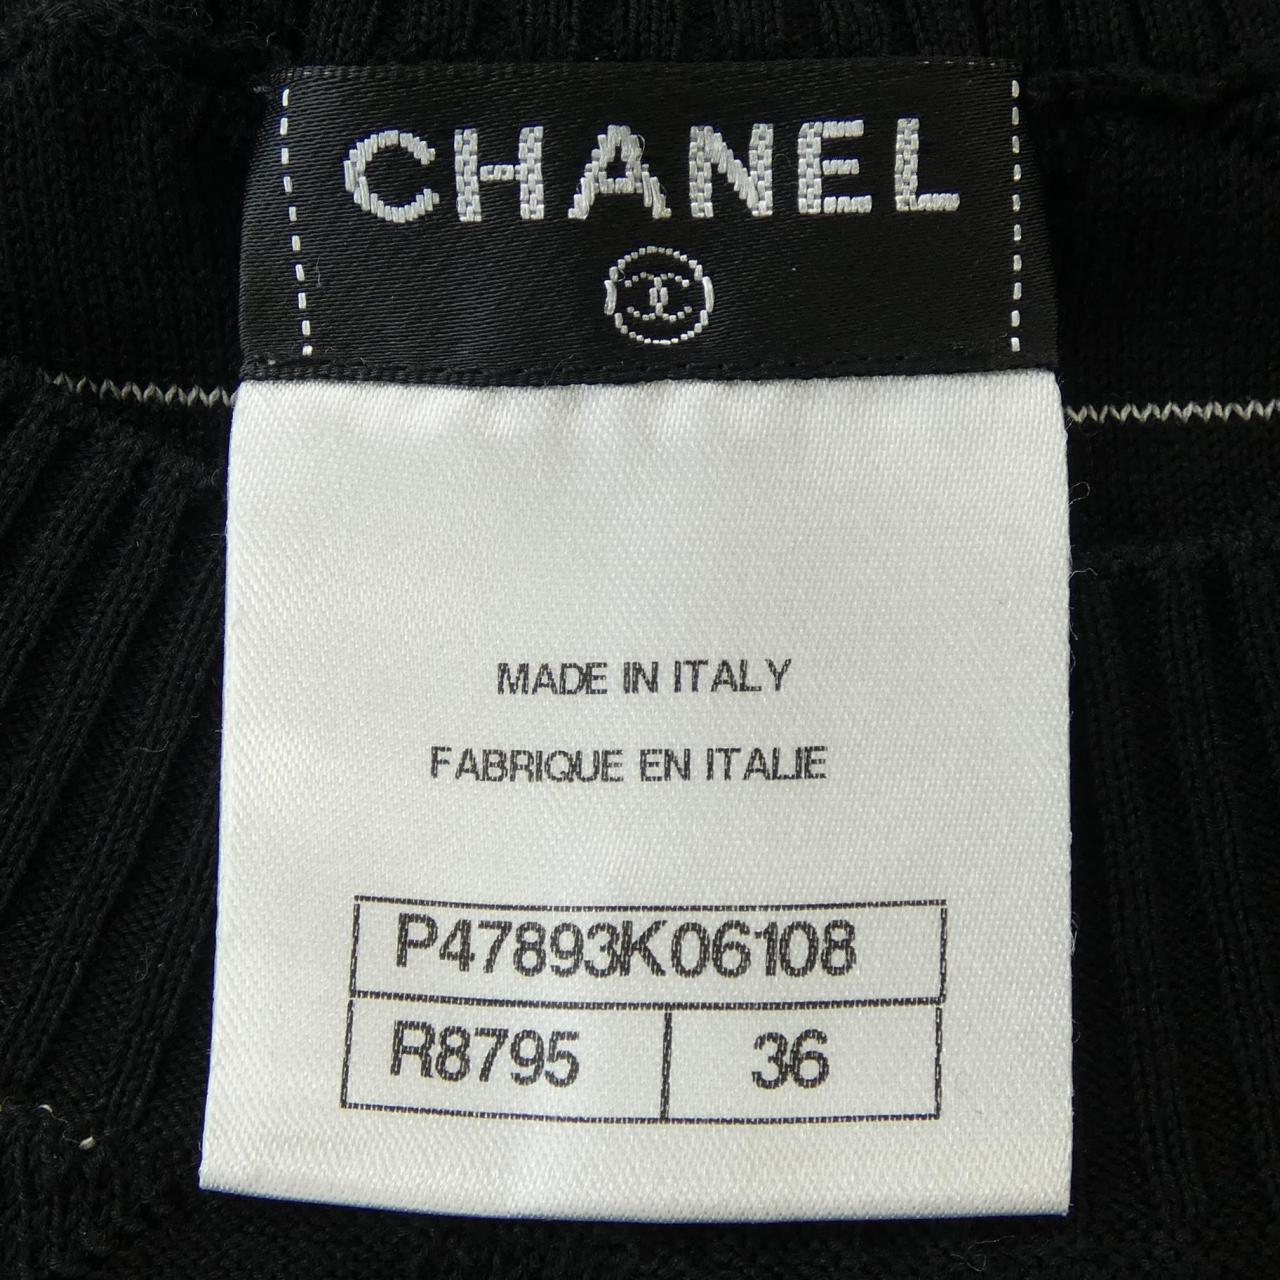 CHANEL
MADE IN ITALY
FABRIQUE EN ITALIE
P47893K06108
R8795 36